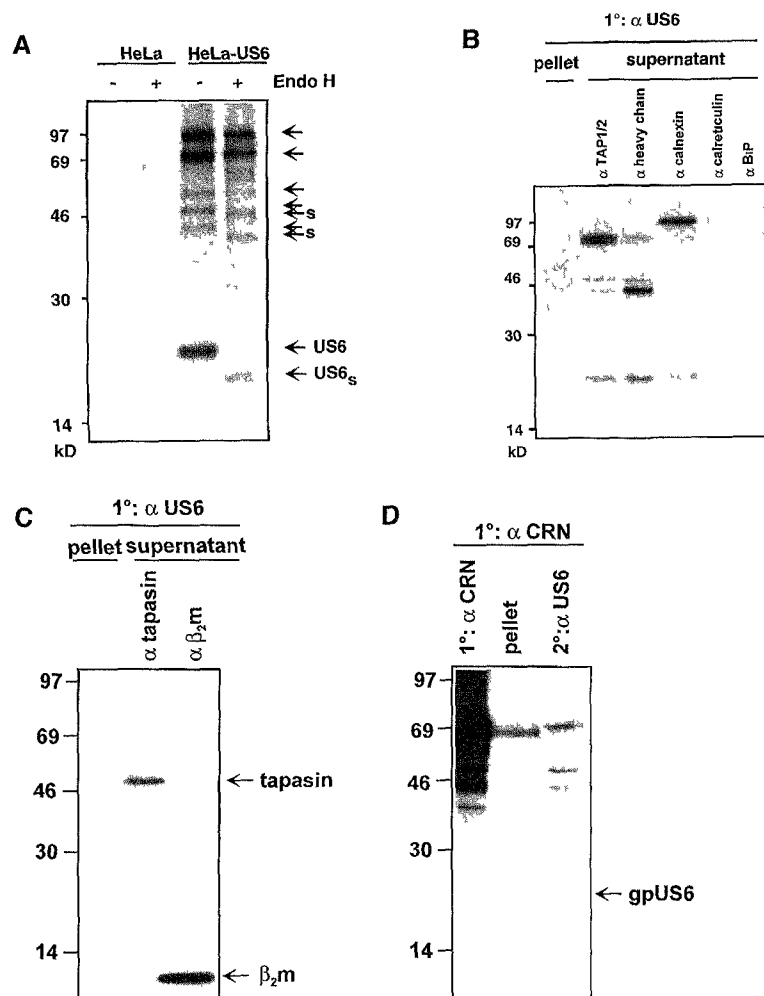 A
HeLa HeLa-US6
- + - + Endo H
97
69
46
30
14
kD
s
s
US6
US6s
B
1°: α US6
pellet supernatant
α TAP1/2
α heavy chain
α calnexin
α calreticulin
α BiP
97
69
46
30
14
kD
C
1°: α US6
pellet supernatant
α tapasin
α β2m
97
69
46
30
14
tapasin
β2m
D
1°: α CRN
1°: α CRN
pellet
2°:α US6
97
69
46
30
14
gpUS6